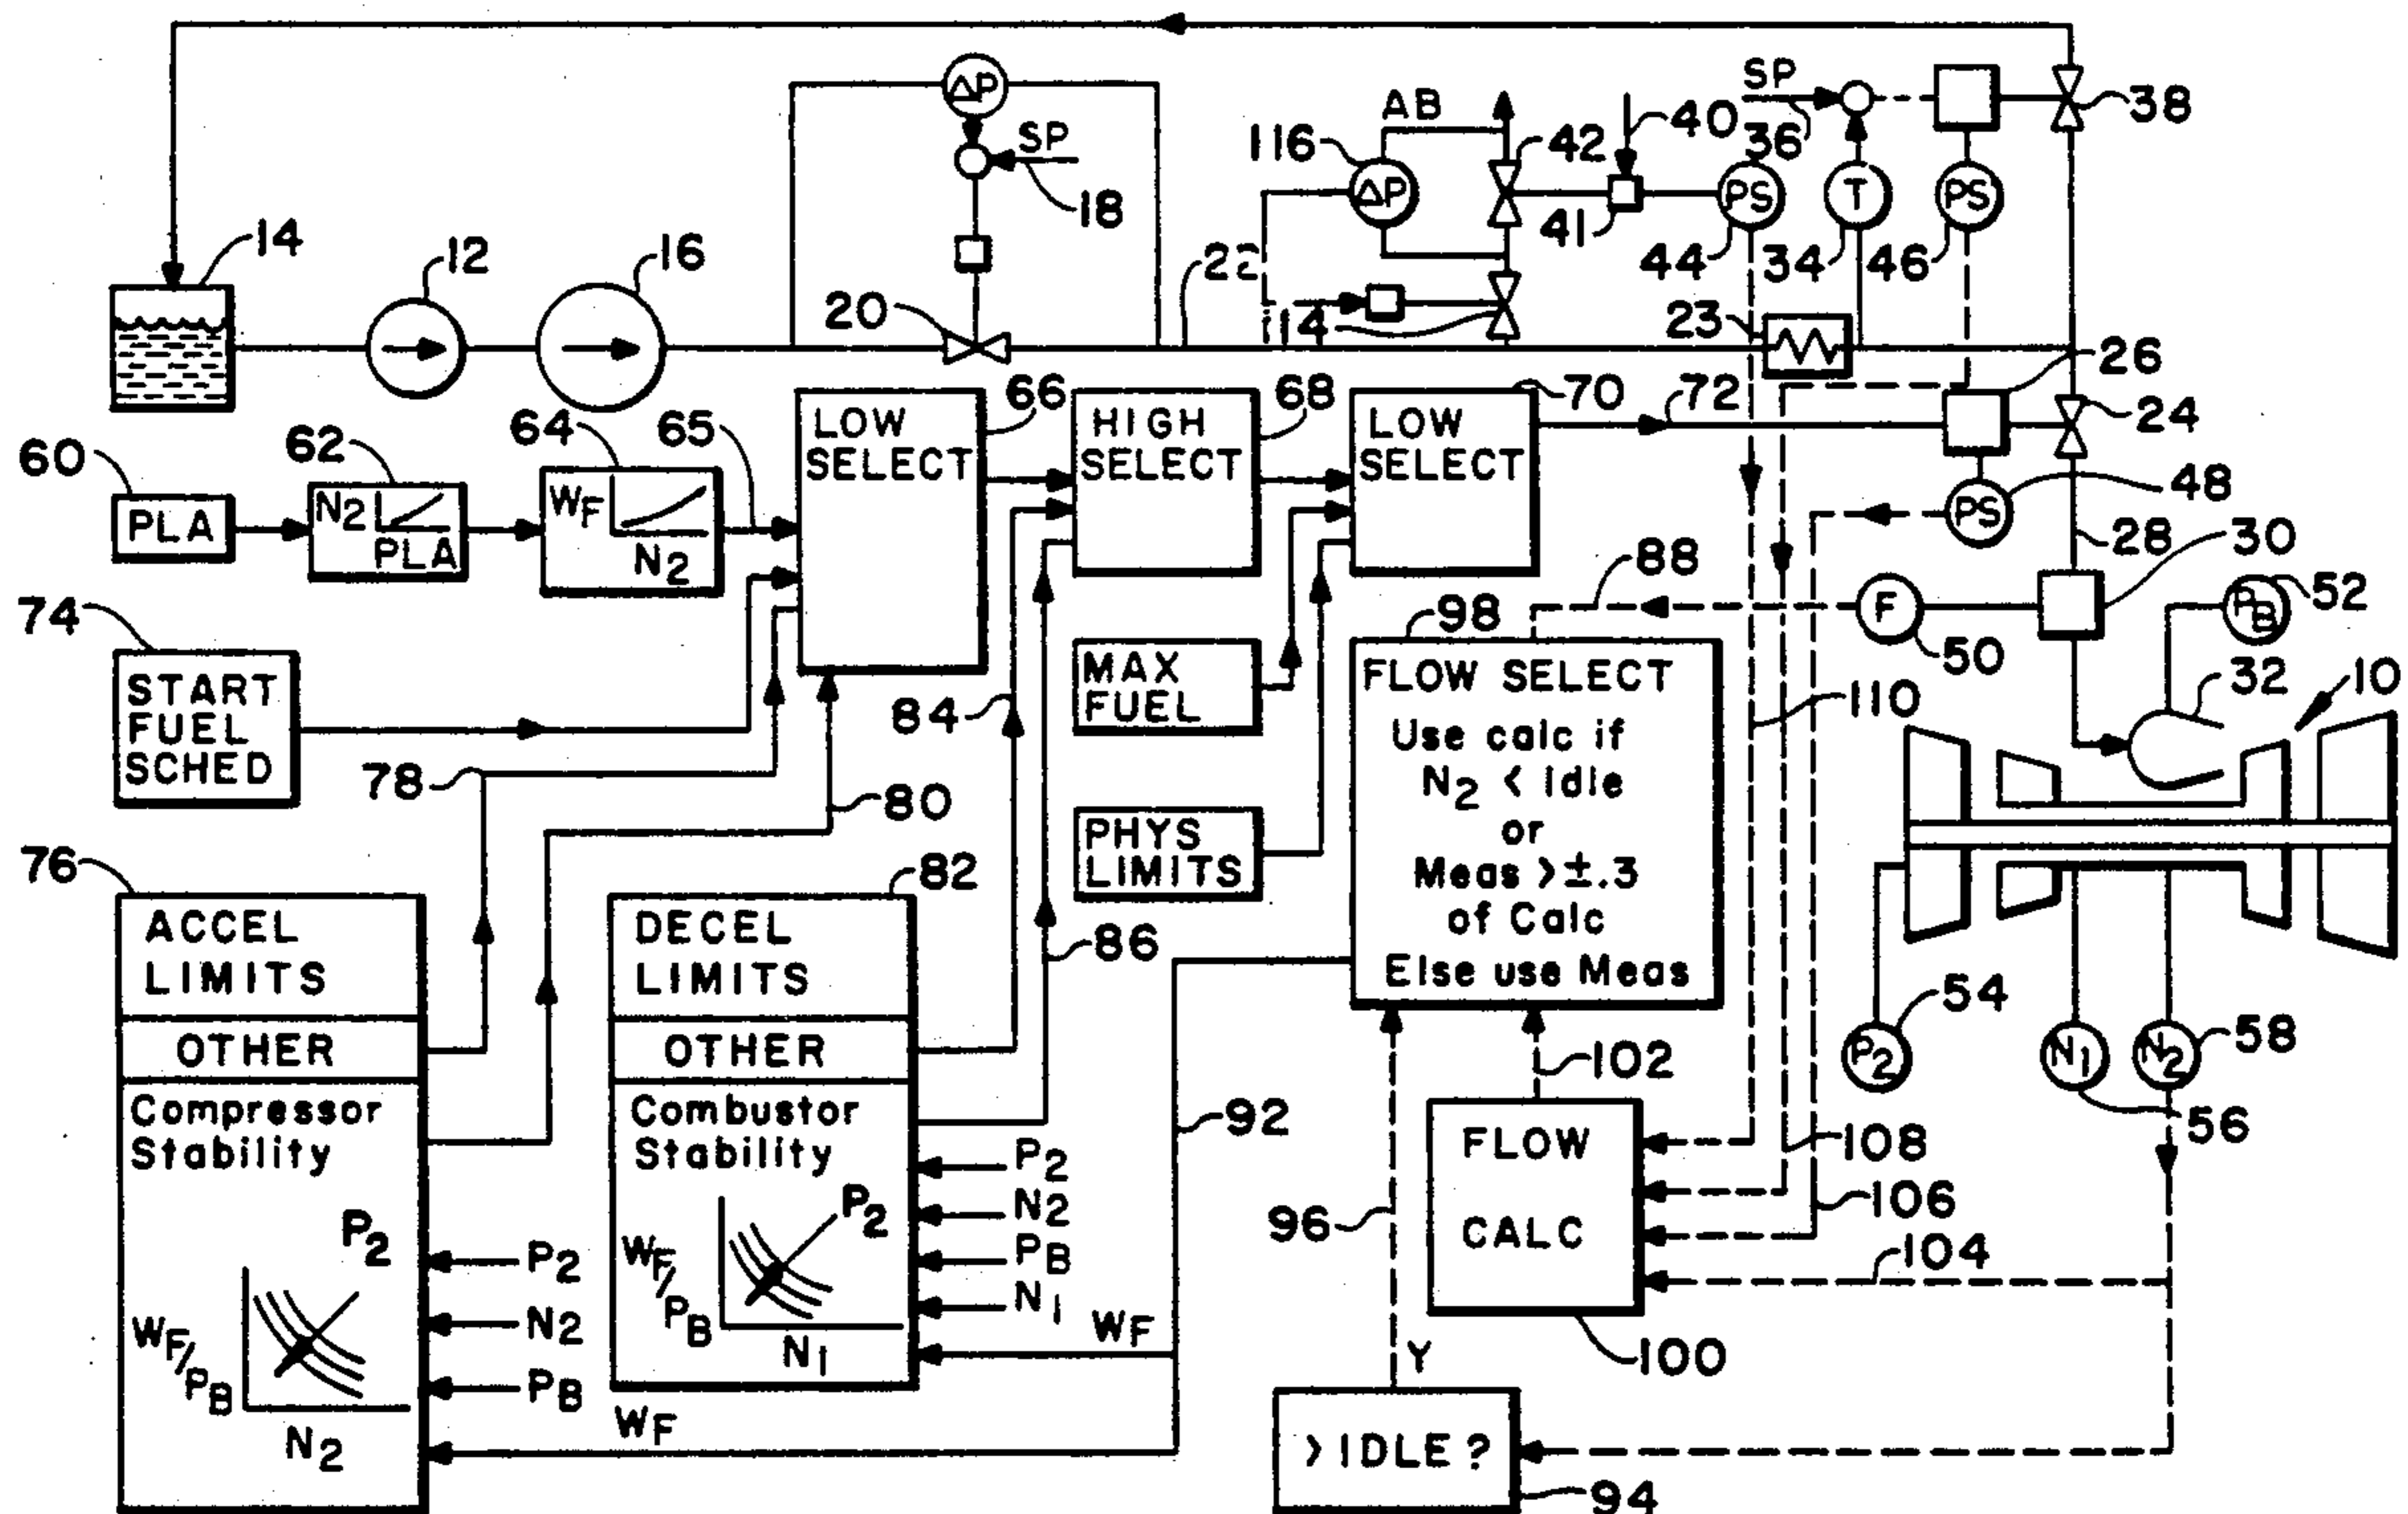 ΔP
SP
18
14
12
16
20
22
AB
116
ΔP
42
40
41
114
SP
36
PS
44
T
34
PS
46
38
23
26
24
60
PLA
62
N2
PLA
64
WF
N2
65
66
LOW
SELECT
68
HIGH
SELECT
70
LOW
SELECT
72
PS
48
28
30
88
F
50
PB
52
32
10
74
START
FUEL
SCHED
78
80
84
86
MAX
FUEL
PHYS
LIMITS
98
FLOW SELECT
Use calc if
N2 < Idle
or
Meas >±.3
of Calc
Else use Meas
110
76
ACCEL
LIMITS
OTHER
Compressor
Stability
P2
WF/PB
N2
P2
N2
PB
WF
82
DECEL
LIMITS
OTHER
Combustor
Stability
P2
WF/PB
N1
P2
N2
PB
N1
WF
92
96
Y
102
FLOW
CALC
100
108
106
104
P2
54
N1
56
N2
58
>IDLE?
94